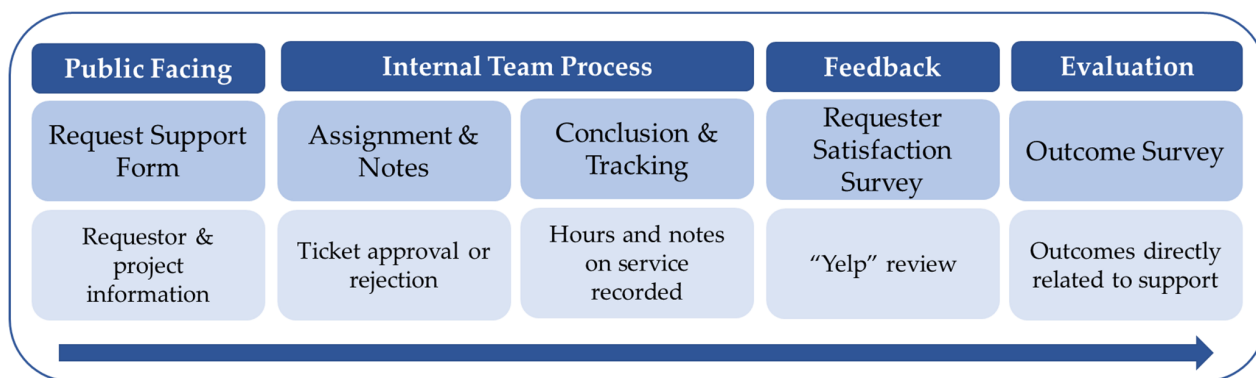 Public Facing
Internal Team Process
Feedback
Evaluation
Request Support
Form
Assignment &
Notes
Conclusion &
Tracking
Requester
Satisfaction
Survey
Outcome Survey
Requestor &
project
information
Ticket approval or
rejection
Hours and notes
on service
recorded
“Yelp” review
Outcomes directly
related to support